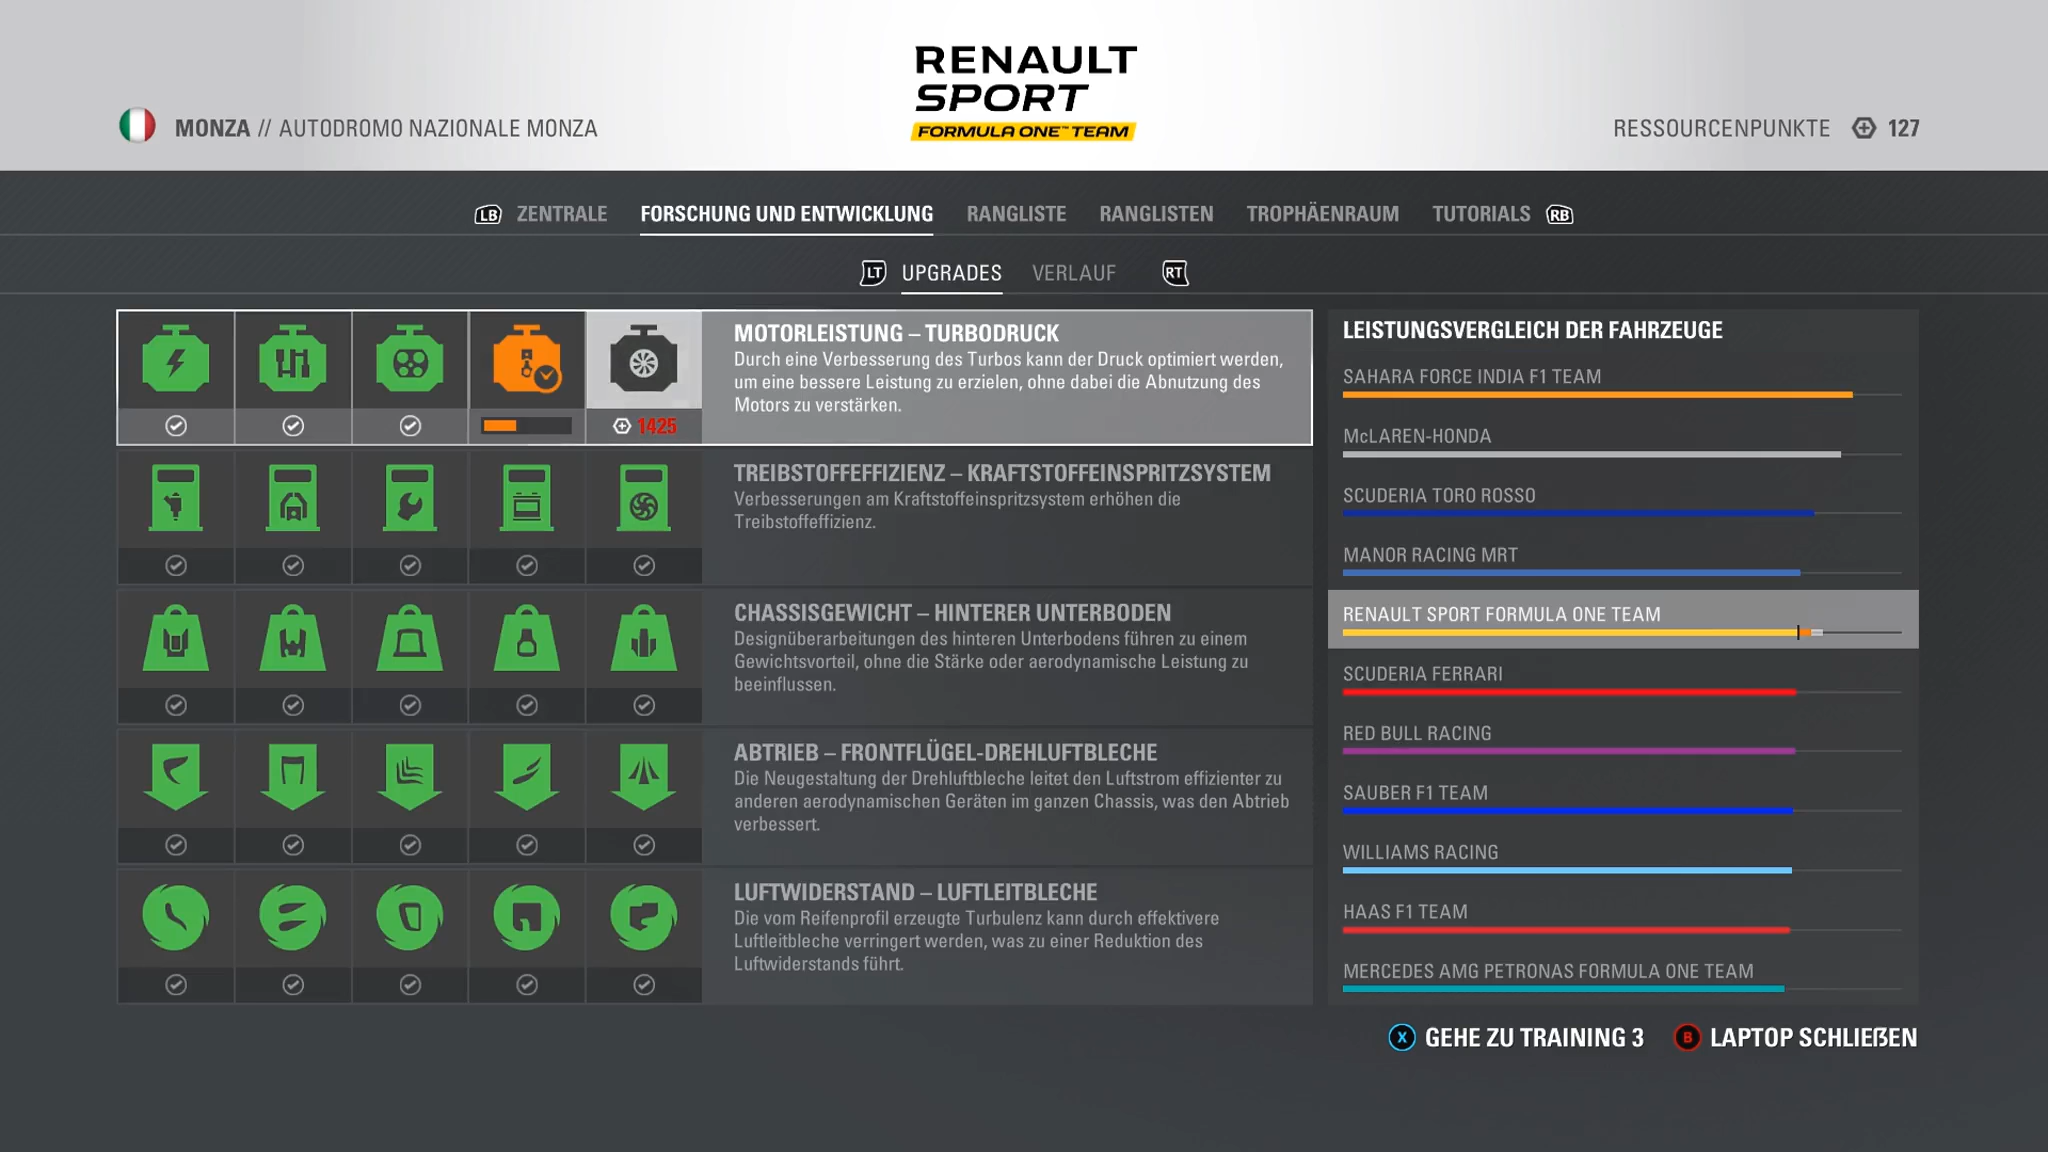 RENAULT
SPORT
FORMULA ONE™ TEAM
MONZA // AUTODROMO NAZIONALE MONZA
RESSOURCENPUNKTE 127
LB ZENTRALE FORSCHUNG UND ENTWICKLUNG RANGLISTE RANGLISTEN TROPHÄENRAUM TUTORIALS RB
LT UPGRADES VERLAUF RT
MOTORLEISTUNG – TURBODRUCK
Durch eine Verbesserung des Turbos kann der Druck optimiert werden,
um eine bessere Leistung zu erzielen, ohne dabei die Abnutzung des
Motors zu verstärken.
1425
TREIBSTOFFEFFIZIENZ – KRAFTSTOFFEINSPRITZSYSTEM
Verbesserungen am Kraftstoffeinspritzsystem erhöhen die
Treibstoffeffizienz.
CHASSISGEWICHT – HINTERER UNTERBODEN
Designüberarbeitungen des hinteren Unterbodens führen zu einem
Gewichtsvorteil, ohne die Stärke oder aerodynamische Leistung zu
beeinflussen.
ABTRIEB – FRONTFLÜGEL-DREHLUFTBLECHE
Die Neugestaltung der Drehluftbleche leitet den Luftstrom effizienter zu
anderen aerodynamischen Geräten im ganzen Chassis, was den Abtrieb
verbessert.
LUFTWIDERSTAND – LUFTLEITBLECHE
Die vom Reifenprofil erzeugte Turbulenz kann durch effektivere
Luftleitbleche verringert werden, was zu einer Reduktion des
Luftwiderstands führt.
LEISTUNGSVERGLEICH DER FAHRZEUGE
SAHARA FORCE INDIA F1 TEAM
McLAREN-HONDA
SCUDERIA TORO ROSSO
MANOR RACING MRT
RENAULT SPORT FORMULA ONE TEAM
SCUDERIA FERRARI
RED BULL RACING
SAUBER F1 TEAM
WILLIAMS RACING
HAAS F1 TEAM
MERCEDES AMG PETRONAS FORMULA ONE TEAM
X GEHE ZU TRAINING 3 B LAPTOP SCHLIEẞEN